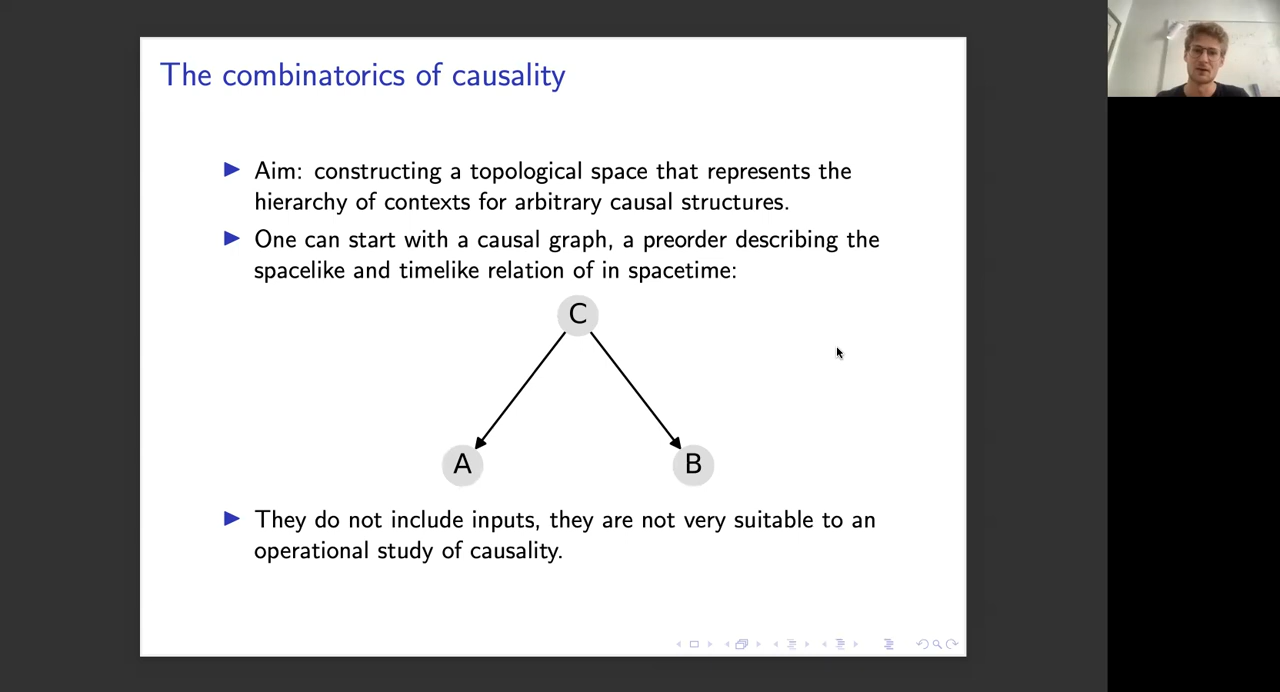 The combinatorics of causality
Aim: constructing a topological space that represents the
hierarchy of contexts for arbitrary causal structures.
One can start with a causal graph, a preorder describing the
spacelike and timelike relation of in spacetime:
C
A
B
They do not include inputs, they are not very suitable to an
operational study of causality.